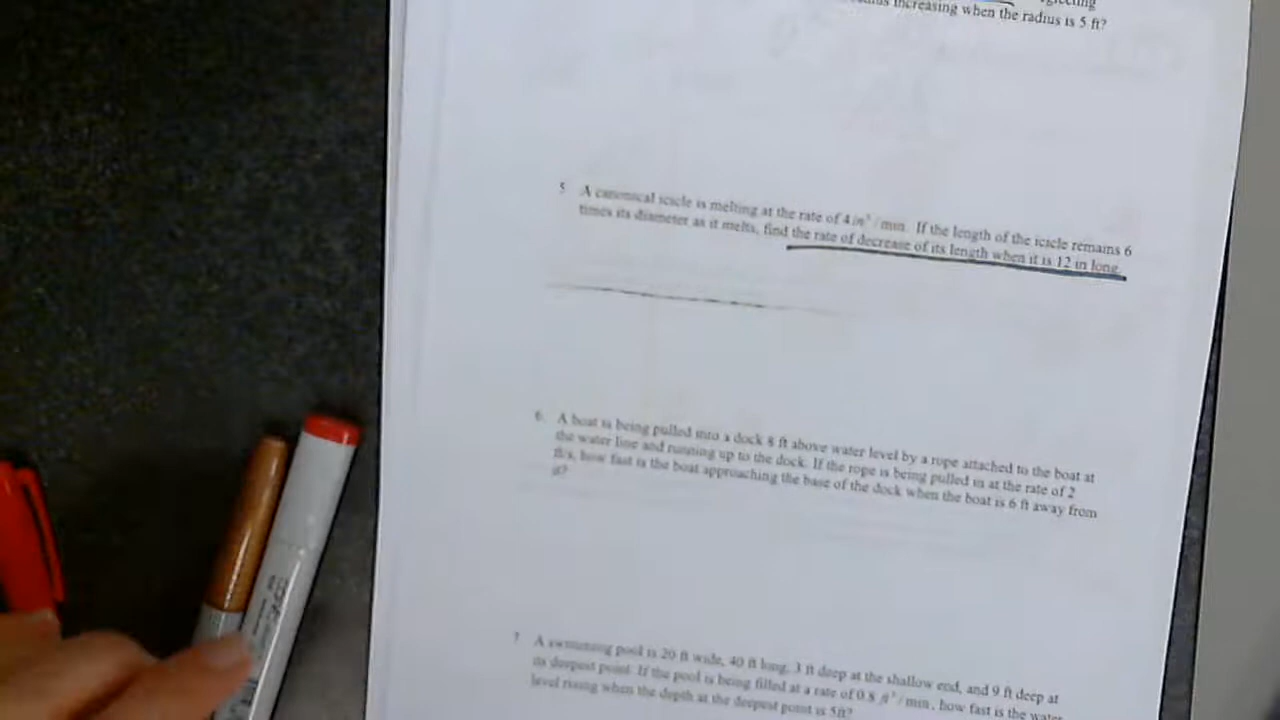 increasing when the radius is 5 ft?
5. A canonical icicle is melting at the rate of 4 in³/min. If the length of the icicle remains 6
times its diameter as it melts, find the rate of decrease of its length when it is 12 in long.
6. A boat is being pulled into a dock 8 ft above water level by a rope attached to the boat at
the water line and running up to the dock. If the rope is being pulled in at the rate of 2
ft/s, how fast is the boat approaching the base of the dock when the boat is 6 ft away from
it?
7 A swimming pool is 20 ft wide, 40 ft long, 3 ft deep at the shallow end, and 9 ft deep at
its deepest point. If the pool is being filled at a rate of 0.8 ft³/min, how fast is the water
level rising when the depth at the deepest point is 5ft?